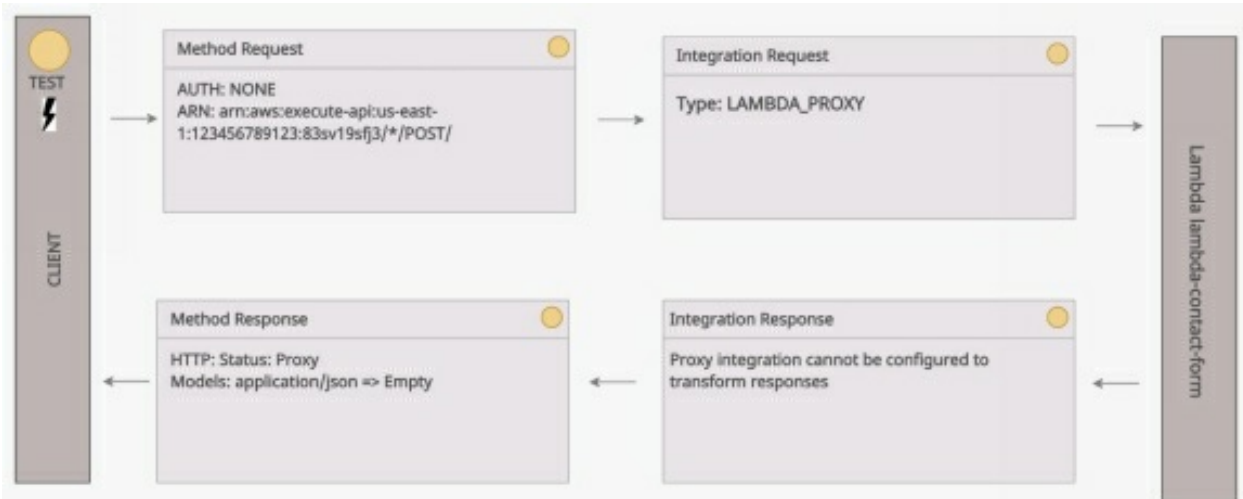 TEST
CLIENT
Method Request
AUTH: NONE
ARN: arn:aws:execute-api:us-east-
1:123456789123:83sv19sfj3/*/POST/
Integration Request
Type: LAMBDA_PROXY
Lambda lambda-contact-form
Method Response
HTTP: Status: Proxy
Models: application/json => Empty
Integration Response
Proxy integration cannot be configured to
transform responses